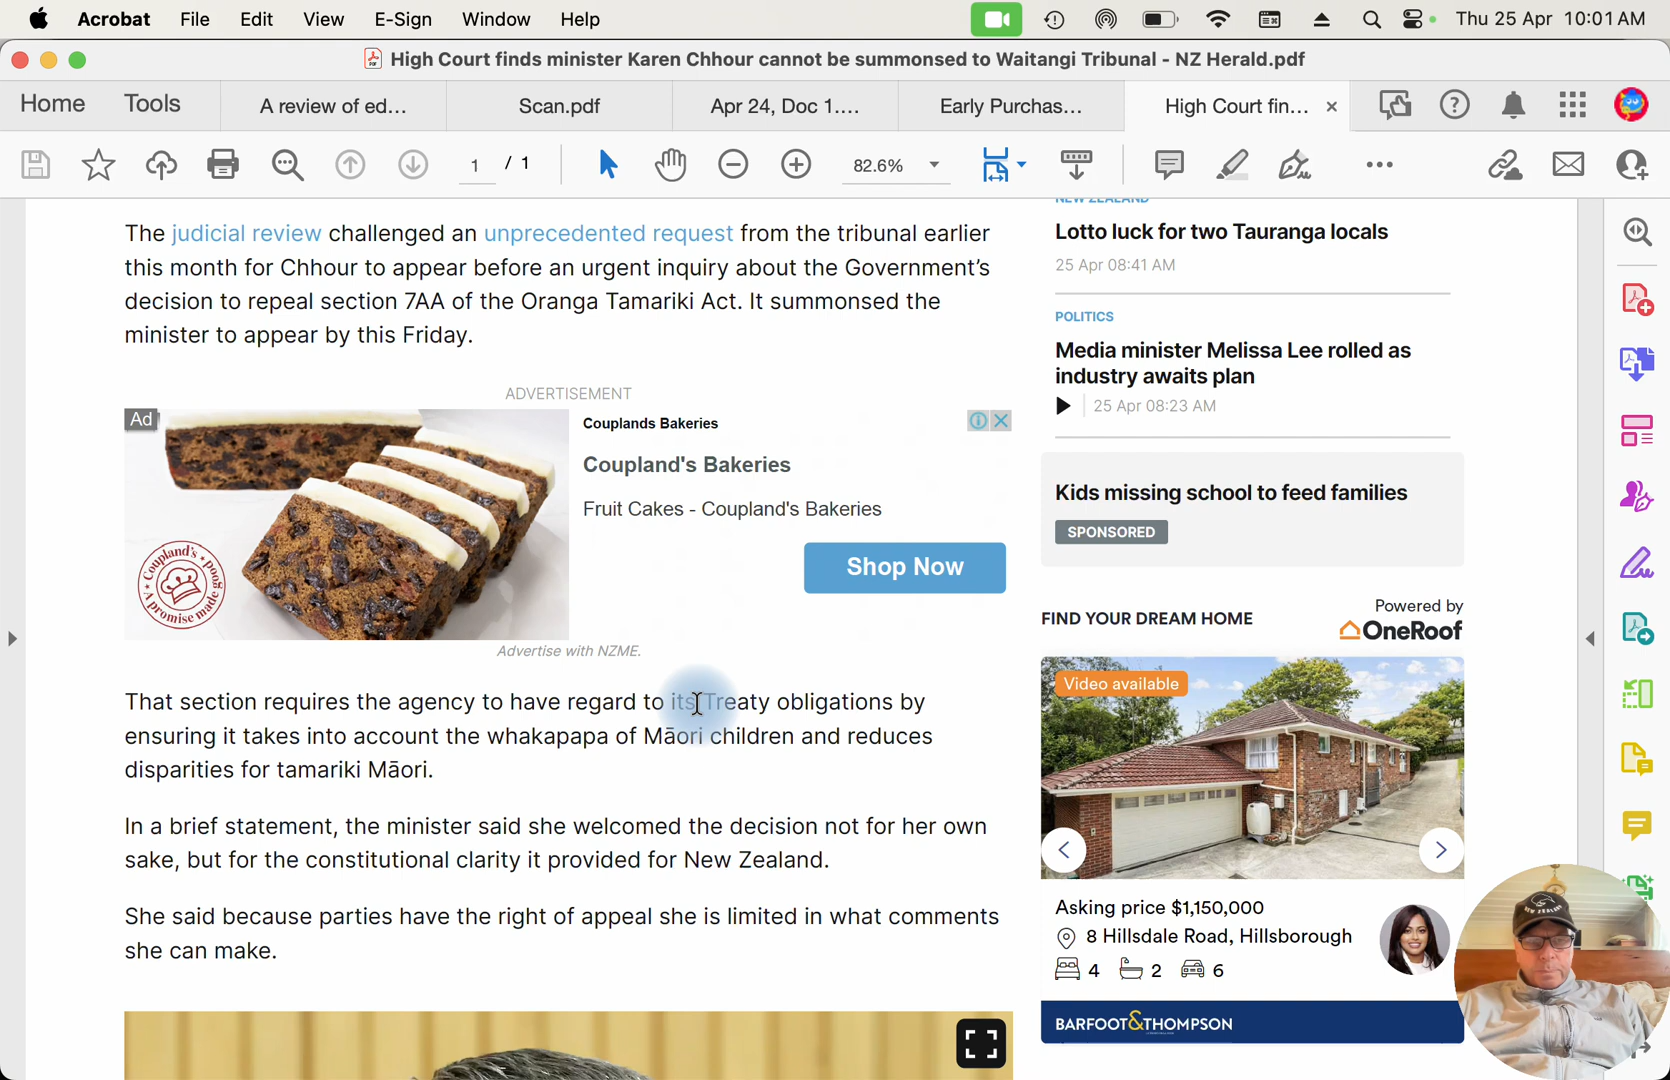 Acrobat File Edit View E-Sign Window Help Thu 25 Apr 10:01 AM
High Court finds minister Karen Chhour cannot be summonsed to Waitangi Tribunal - NZ Herald.pdf
Home Tools A review of ed... Scan.pdf Apr 24, Doc 1.... Early Purchas... High Court fin... ×
1 / 1 82.6%
The judicial review challenged an unprecedented request from the tribunal earlier
this month for Chhour to appear before an urgent inquiry about the Government's
decision to repeal section 7AA of the Oranga Tamariki Act. It summonsed the
minister to appear by this Friday.
ADVERTISEMENT
Ad
Couplands Bakeries
Coupland's Bakeries
Fruit Cakes - Coupland's Bakeries
Shop Now
Coupland's
A promise made good
Advertise with NZME.
That section requires the agency to have regard to its Treaty obligations by
ensuring it takes into account the whakapapa of Māori children and reduces
disparities for tamariki Māori.
In a brief statement, the minister said she welcomed the decision not for her own
sake, but for the constitutional clarity it provided for New Zealand.
She said because parties have the right of appeal she is limited in what comments
she can make.
NEW ZEALAND
Lotto luck for two Tauranga locals
25 Apr 08:41 AM
POLITICS
Media minister Melissa Lee rolled as
industry awaits plan
25 Apr 08:23 AM
Kids missing school to feed families
SPONSORED
FIND YOUR DREAM HOME
Powered by
OneRoof
Video available
Asking price $1,150,000
8 Hillsdale Road, Hillsborough
4 2 6
BARFOOT & THOMPSON
NEW ZEALAND